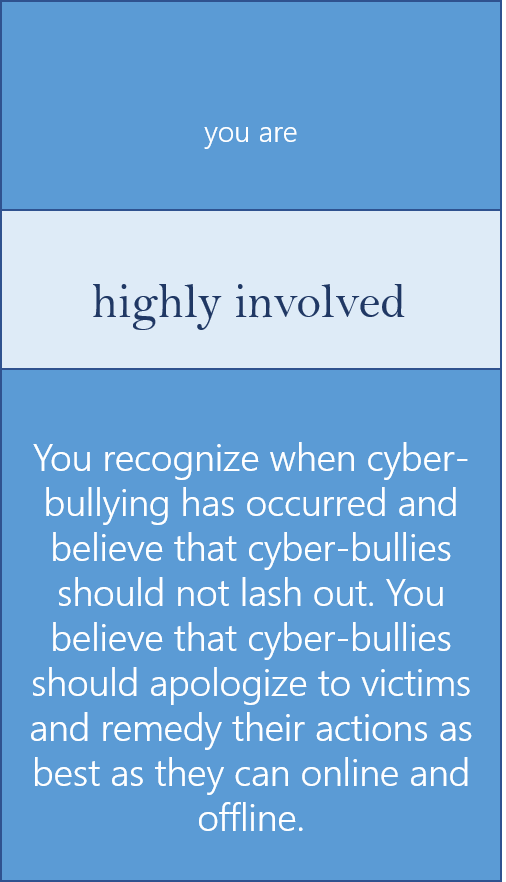 you are
highly involved
You recognize when cyber-
bullying has occurred and
believe that cyber-bullies
should not lash out. You
believe that cyber-bullies
should apologize to victims
and remedy their actions as
best as they can online and
offline.